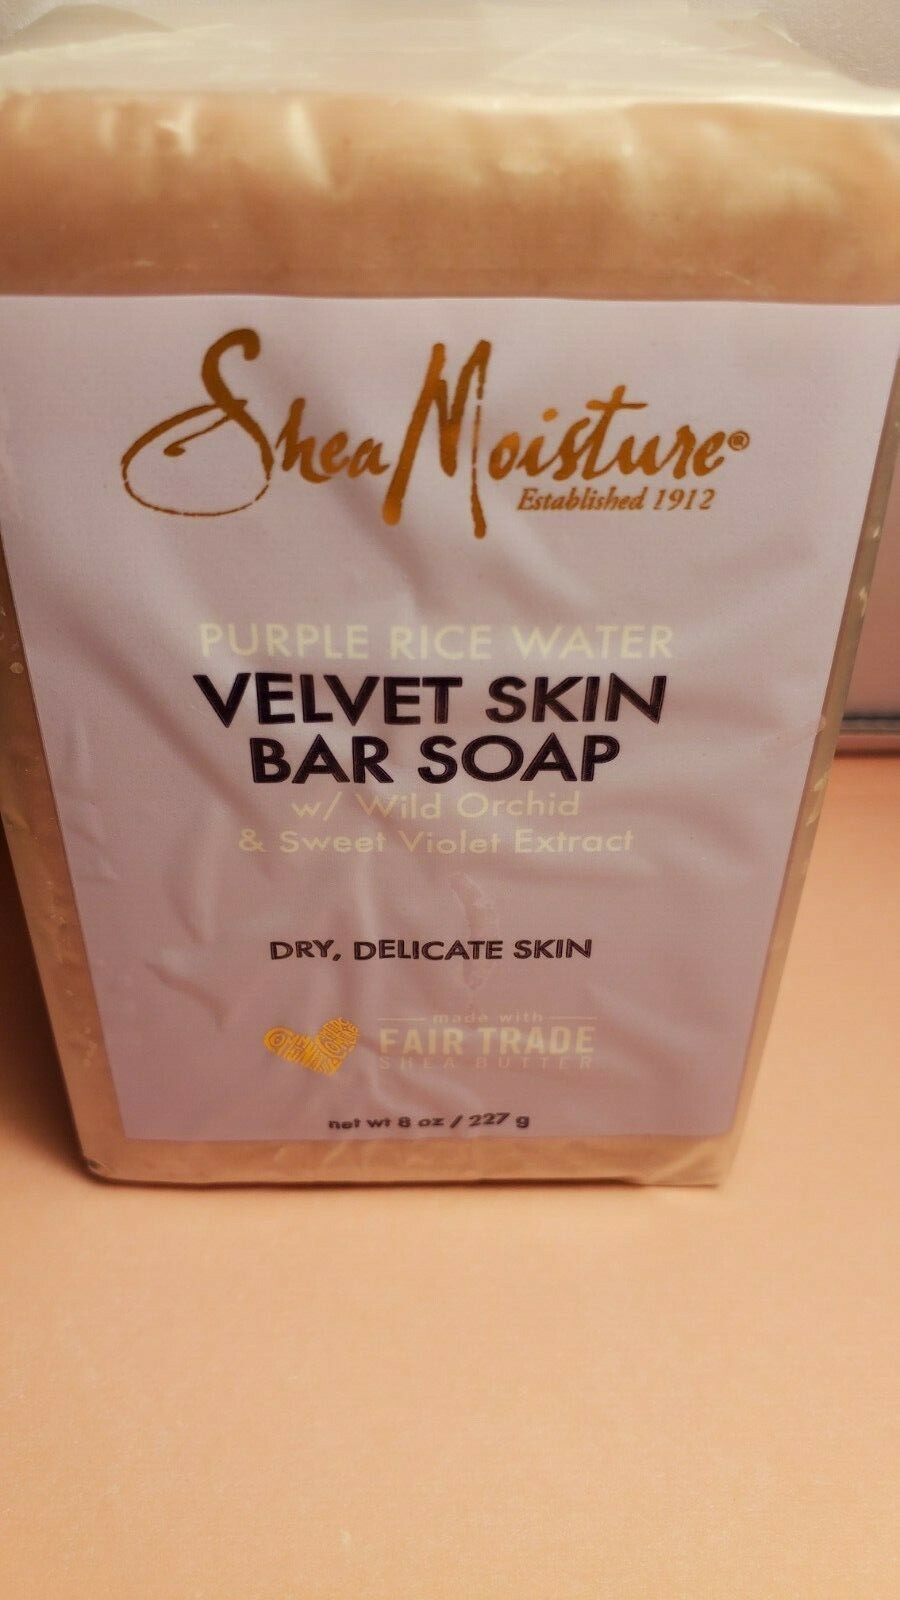 SheaMoisture®
Established 1912
PURPLE RICE WATER
VELVET SKIN
BAR SOAP
w/ Wild Orchid
& Sweet Violet Extract
DRY, DELICATE SKIN
made with
FAIR TRADE
SHEA BUTTER
net wt 8 oz / 227 g